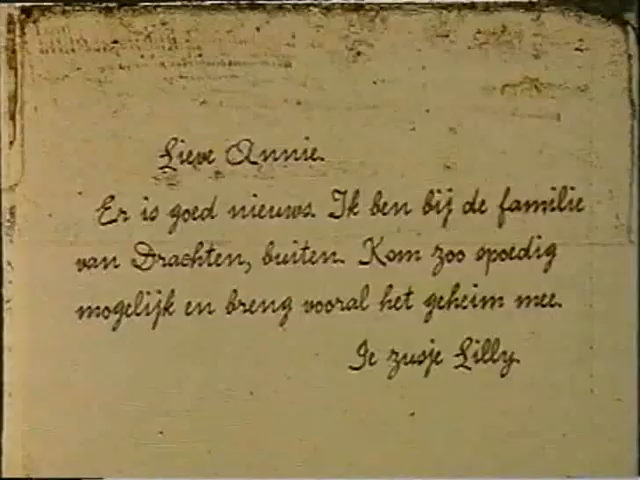 Lieve Annie.
Er is goed nieuws. Ik ben bij de familie
van Drachten, buiten. Kom zoo spoedig
mogelijk en breng vooral het geheim mee.
Je zusje Lilly.